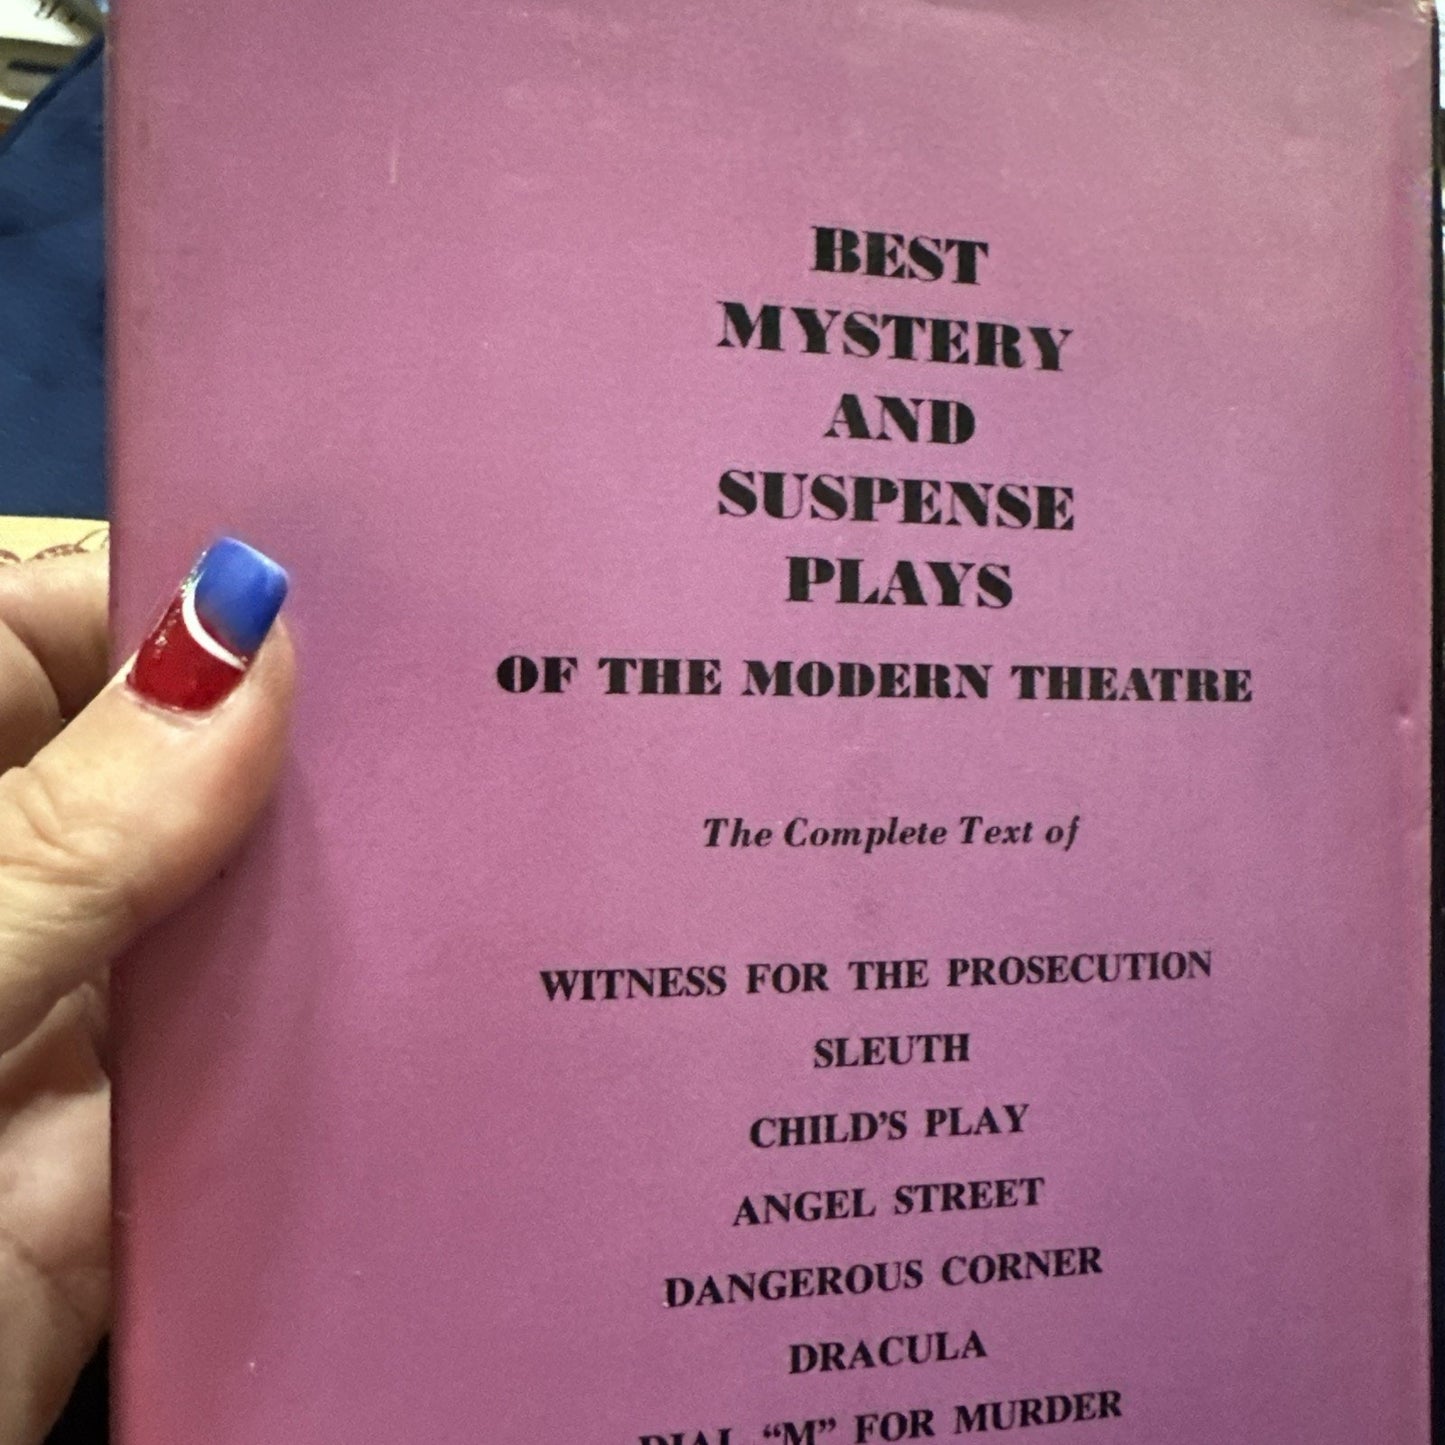 BEST
MYSTERY
AND
SUSPENSE
PLAYS
OF THE MODERN THEATRE
The Complete Text of
WITNESS FOR THE PROSECUTION
SLEUTH
CHILD'S PLAY
ANGEL STREET
DANGEROUS CORNER
DRACULA
DIAL “M” FOR MURDER